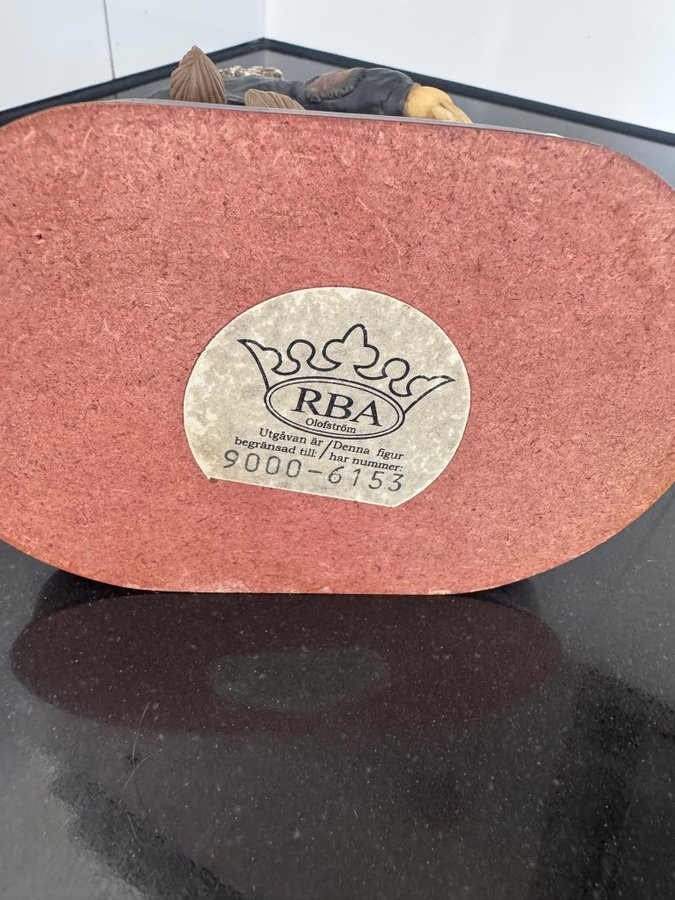 RBA
Olofström
Utgåvan är / Denna figur
begränsad till: / har nummer:
9000-6153